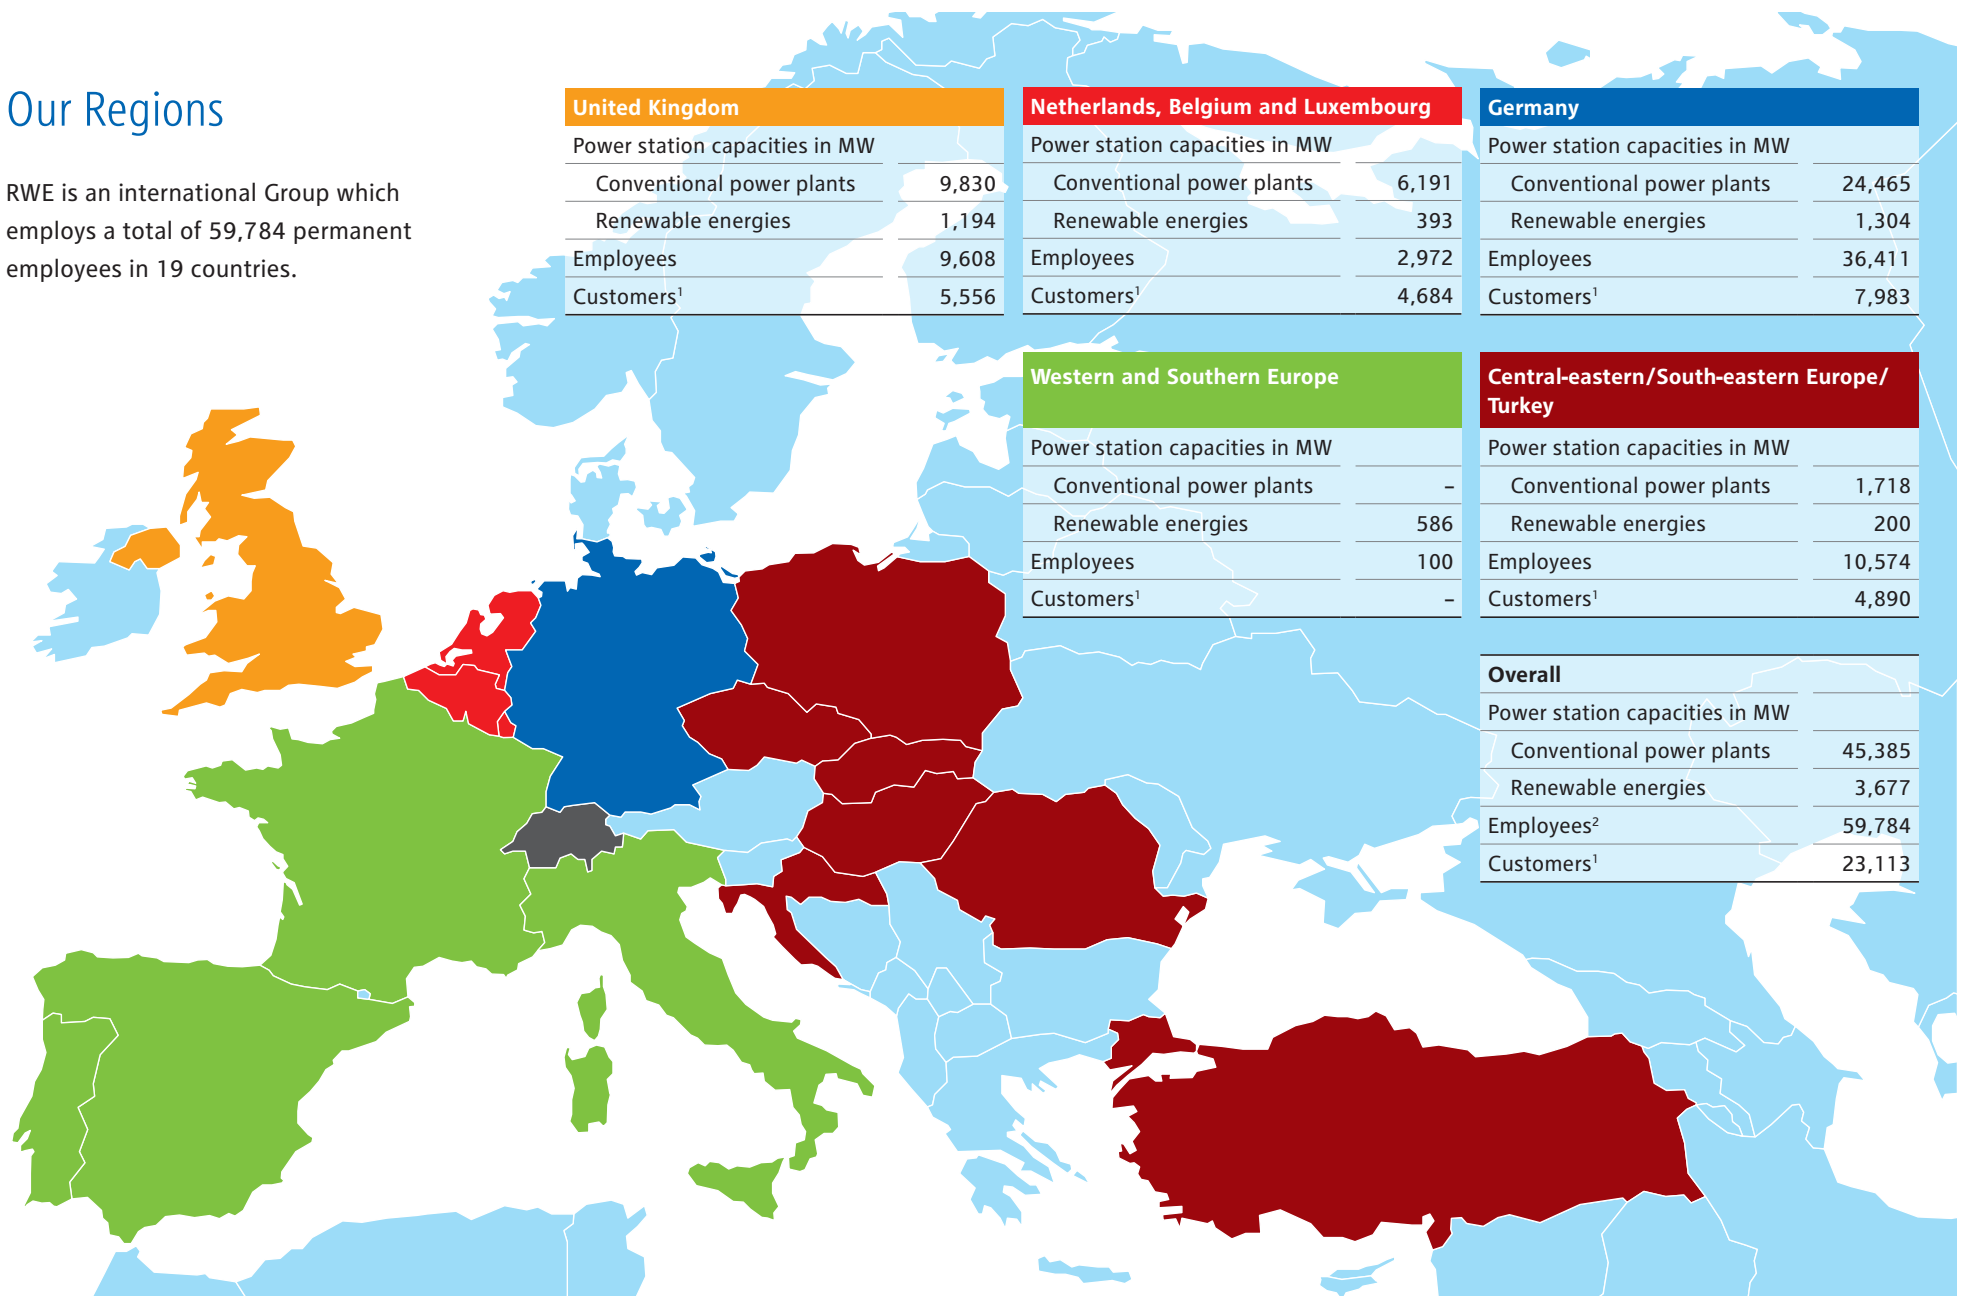 Our Regions
RWE is an international Group which
employs a total of 59,784 permanent
employees in 19 countries.
United Kingdom
Power station capacities in MW
Conventional power plants 9,830
Renewable energies 1,194
Employees 9,608
Customers¹ 5,556
Netherlands, Belgium and Luxembourg
Power station capacities in MW
Conventional power plants 6,191
Renewable energies 393
Employees 2,972
Customers¹ 4,684
Germany
Power station capacities in MW
Conventional power plants 24,465
Renewable energies 1,304
Employees 36,411
Customers¹ 7,983
Western and Southern Europe
Power station capacities in MW
Conventional power plants –
Renewable energies 586
Employees 100
Customers¹ –
Central-eastern/South-eastern Europe/
Turkey
Power station capacities in MW
Conventional power plants 1,718
Renewable energies 200
Employees 10,574
Customers¹ 4,890
Overall
Power station capacities in MW
Conventional power plants 45,385
Renewable energies 3,677
Employees² 59,784
Customers¹ 23,113